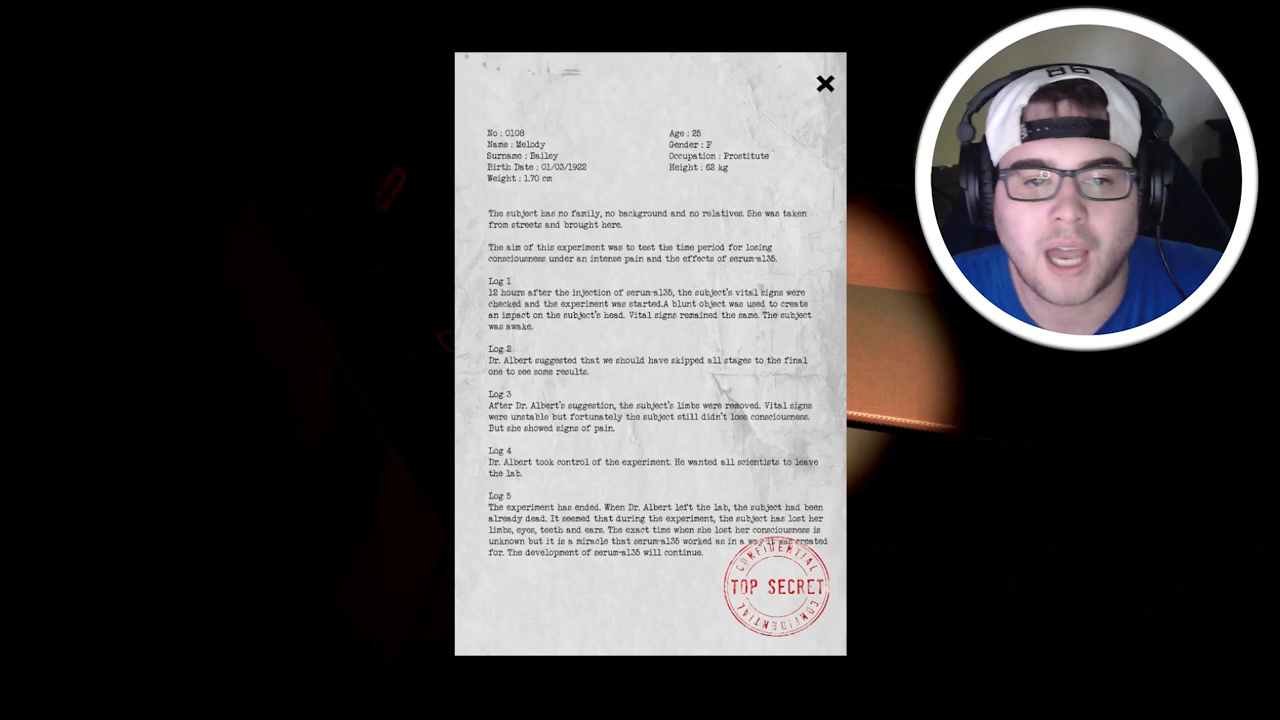 No : 0108
Name : Melody
Surname : Bailey
Birth Date : 01/03/1922
Weight : 1.70 cm
Age : 25
Gender : F
Occupation : Prostitute
Height : 62 kg
The subject has no family, no background and no relatives. She was taken
from streets and brought here.
The aim of this experiment was to test the time period for losing
consciousness under an intense pain and the effects of serum-a135.
Log 1
12 hours after the injection of serum-a135, the subject's vital signs were
checked and the experiment was started.A blunt object was used to create
an impact on the subject's head. Vital signs remained the same. The subject
was awake.
Log 2
Dr. Albert suggested that we should have skipped all stages to the final
one to see some results.
Log 3
After Dr. Albert's suggestion, the subject's limbs were removed. Vital signs
were unstable but fortunately the subject still didn't lose consciousness.
But she showed signs of pain.
Log 4
Dr. Albert took control of the experiment. He wanted all scientists to leave
the lab.
Log 5
The experiment has ended. When Dr. Albert left the lab, the subject had been
already dead. It seemed that during the experiment, the subject has lost her
limbs, eyes, teeth and ears. The exact time when she lost her conciousness is
unknown but it is a miracle that serum-a135 worked as in a way it was created
for. The development of serum-a135 will continue.
CONFIDENTIAL
TOP SECRET
CONFIDENTIAL